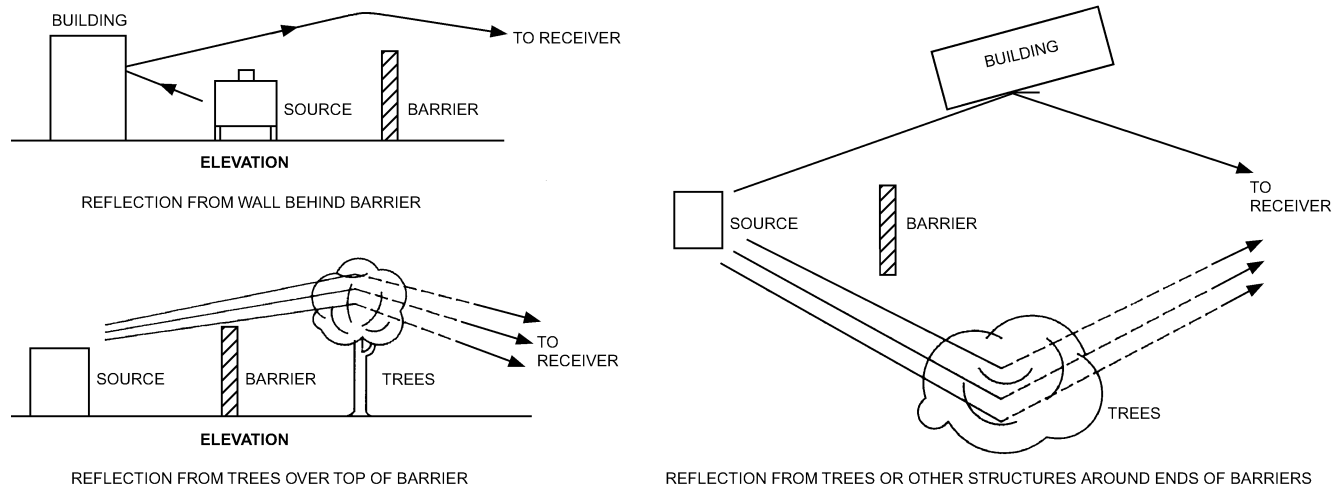 BUILDING
TO RECEIVER
SOURCE
BARRIER
ELEVATION
REFLECTION FROM WALL BEHIND BARRIER
SOURCE
BARRIER
TREES
TO
RECEIVER
ELEVATION
REFLECTION FROM TREES OVER TOP OF BARRIER
BUILDING
TO
RECEIVER
SOURCE
BARRIER
TREES
REFLECTION FROM TREES OR OTHER STRUCTURES AROUND ENDS OF BARRIERS